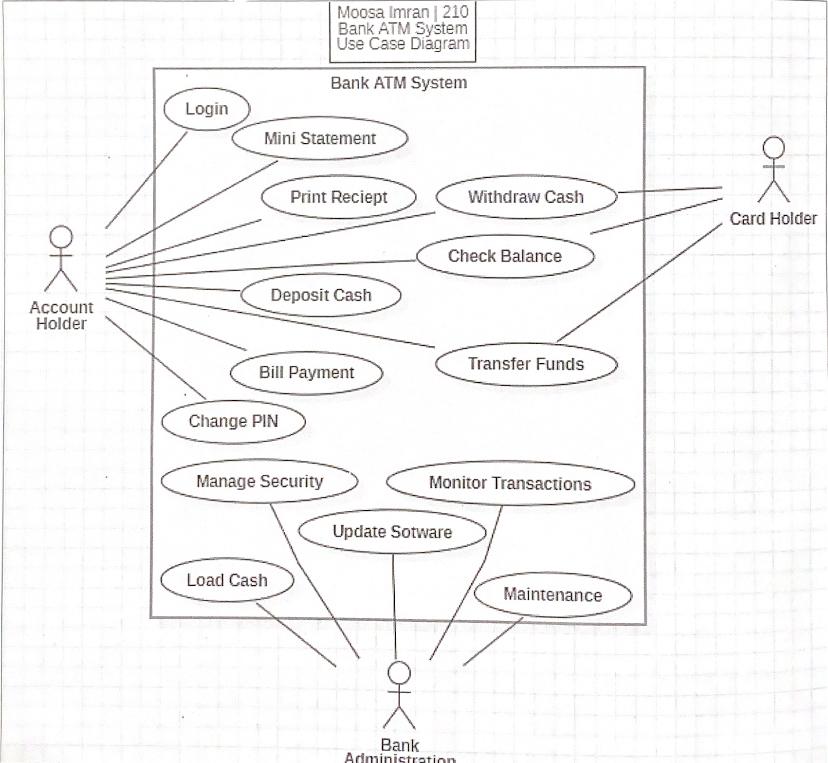 Moosa Imran | 210
Bank ATM System
Use Case Diagram
Bank ATM System
Login
Mini Statement
Print Reciept
Withdraw Cash
Card Holder
Check Balance
Account
Holder
Deposit Cash
Bill Payment
Transfer Funds
Change PIN
Manage Security
Monitor Transactions
Update Sotware
Load Cash
Maintenance
Bank
Administration